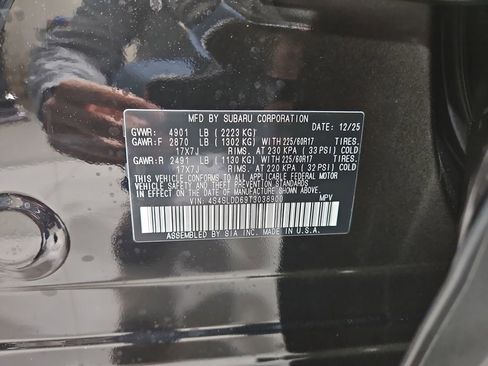 MFD BY SUBARU CORPORATION
GVWR: 4901 LB (2223 KG) DATE: 12/25
GAWR:F 2870 LB (1302 KG) WITH 225/60R17 TIRES.
17X7J RIMS. AT 230 KPA (33 PSI) COLD
GAWR:R 2491 LB (1130 KG) WITH 225/60R17 TIRES.
17X7J RIMS. AT 220 KPA (32 PSI) COLD
THIS VEHICLE CONFORMS TO ALL APPLICABLE
FEDERAL MOTOR VEHICLE SAFETY STANDARDS
IN EFFECT ON THE DATE OF MANUFACTURE SHOWN ABOVE.
VIN: 4S4SLDD69T3038900 MPV
ASSEMBLED BY SIA INC. MADE IN U.S.A.